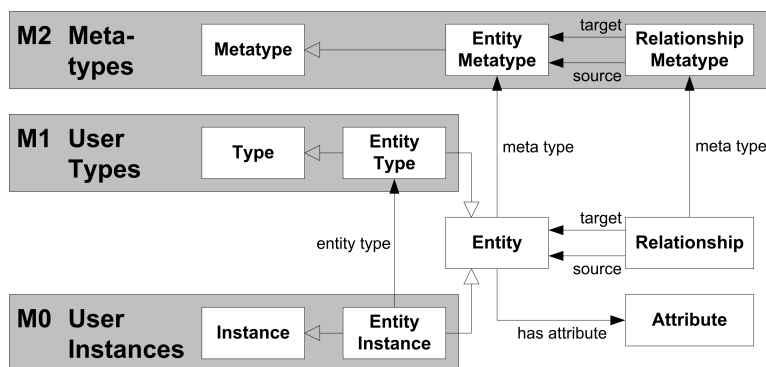 M2 Meta-
types
Metatype
Entity
Metatype
target
source
Relationship
Metatype
M1 User
Types
Type
Entity
Type
meta type
meta type
entity type
Entity
target
source
Relationship
M0 User
Instances
Instance
Entity
Instance
has attribute
Attribute